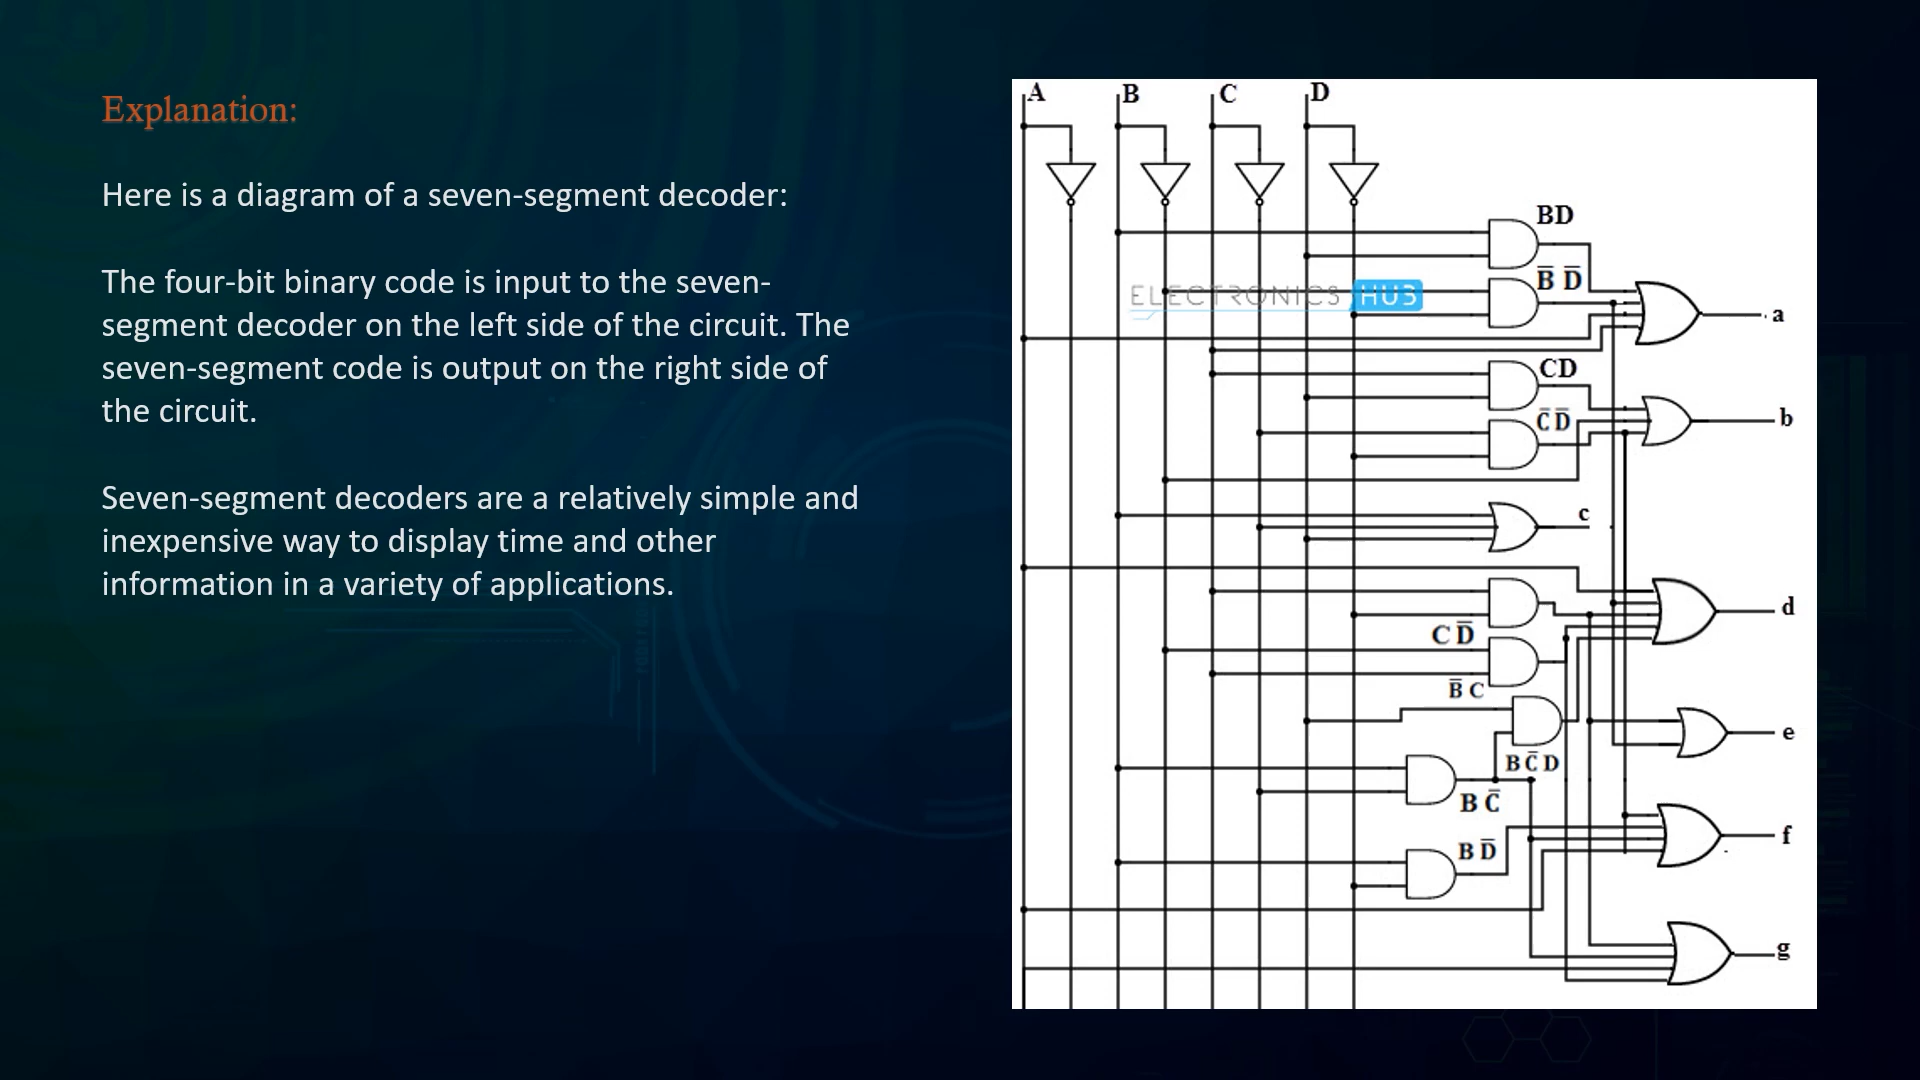 Explanation:
Here is a diagram of a seven-segment decoder:
The four-bit binary code is input to the seven-
segment decoder on the left side of the circuit. The
seven-segment code is output on the right side of
the circuit.
Seven-segment decoders are a relatively simple and
inexpensive way to display time and other
information in a variety of applications.
A B C D
BD
B̅ D̅
ELECTRONICS HUB
a
CD
C̅ D̅
b
c
d
C D̅
B̅ C
e
B C̅ D
B C̅
f
B D̅
g